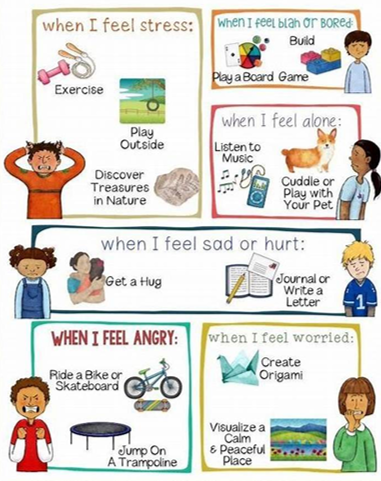 when I feel stress:
Exercise
Play
Outside
Discover
Treasures
in Nature
when I feel blah or bored:
Build
Play a Board Game
when I feel alone:
Listen to
Music
Cuddle or
Play with
Your Pet
when I feel sad or hurt:
Get a Hug
Journal or
Write a
Letter
1
WHEN I FEEL ANGRY:
Ride a Bike or
Skateboard
Jump On
A Trampoline
when I feel worried:
Create
Origami
Visualize a
Calm
& Peaceful
Place